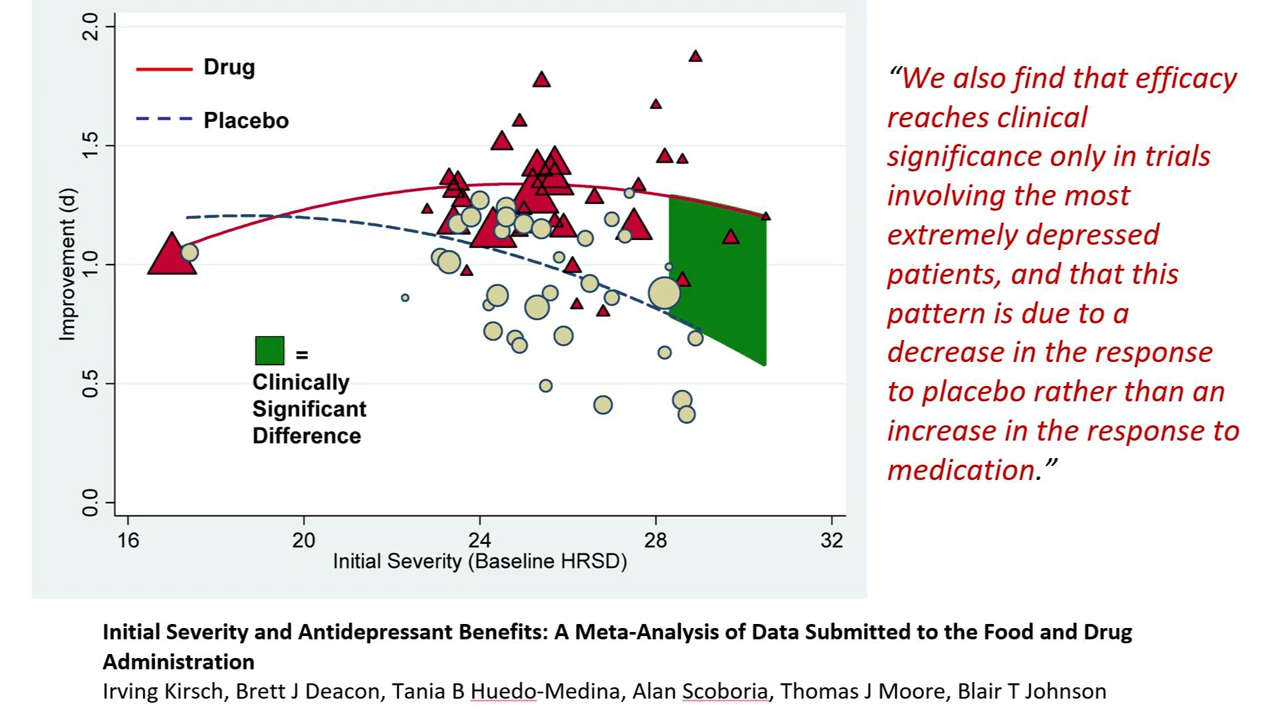 2.0
1.5
1.0
0.5
0.0
Improvement (d)
Drug
Placebo
=
Clinically
Significant
Difference
16 20 24 28 32
Initial Severity (Baseline HRSD)
“We also find that efficacy
reaches clinical
significance only in trials
involving the most
extremely depressed
patients, and that this
pattern is due to a
decrease in the response
to placebo rather than an
increase in the response to
medication.”
Initial Severity and Antidepressant Benefits: A Meta-Analysis of Data Submitted to the Food and Drug
Administration
Irving Kirsch, Brett J Deacon, Tania B Huedo-Medina, Alan Scoboria, Thomas J Moore, Blair T Johnson